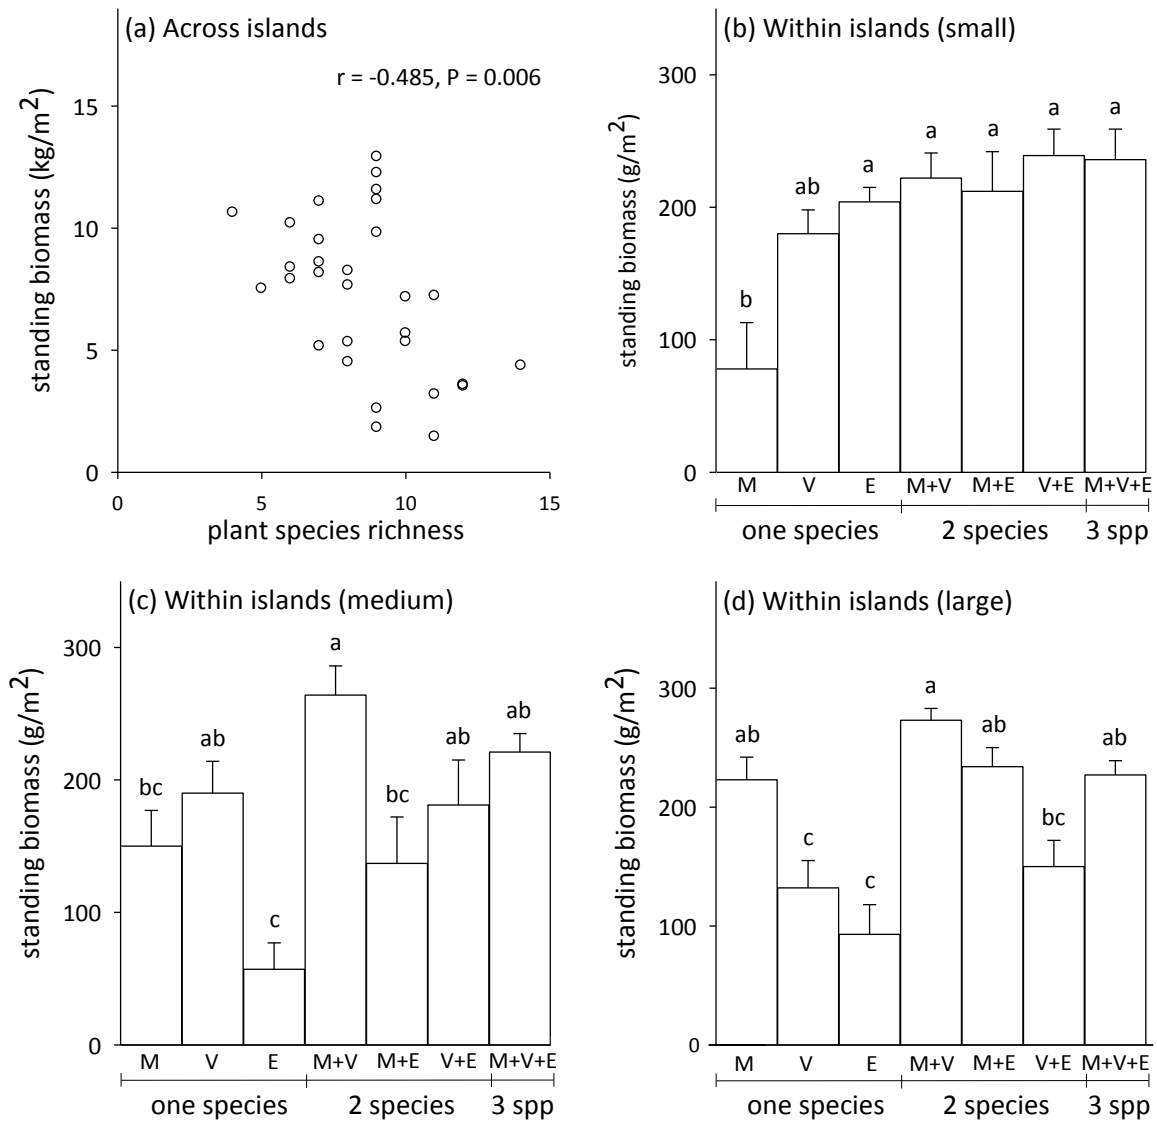 (a) Across islands
r = -0.485, P = 0.006
standing biomass (kg/m²)
15
10
5
0
0 5 10 15
plant species richness
(b) Within islands (small)
standing biomass (g/m²)
300
200
100
0
b ab a a a a a
M V E M+V M+E V+E M+V+E
one species 2 species 3 spp
(c) Within islands (medium)
standing biomass (g/m²)
300
200
100
0
bc ab c a bc ab ab
M V E M+V M+E V+E M+V+E
one species 2 species 3 spp
(d) Within islands (large)
standing biomass (g/m²)
300
200
100
0
ab c c a ab bc ab
M V E M+V M+E V+E M+V+E
one species 2 species 3 spp